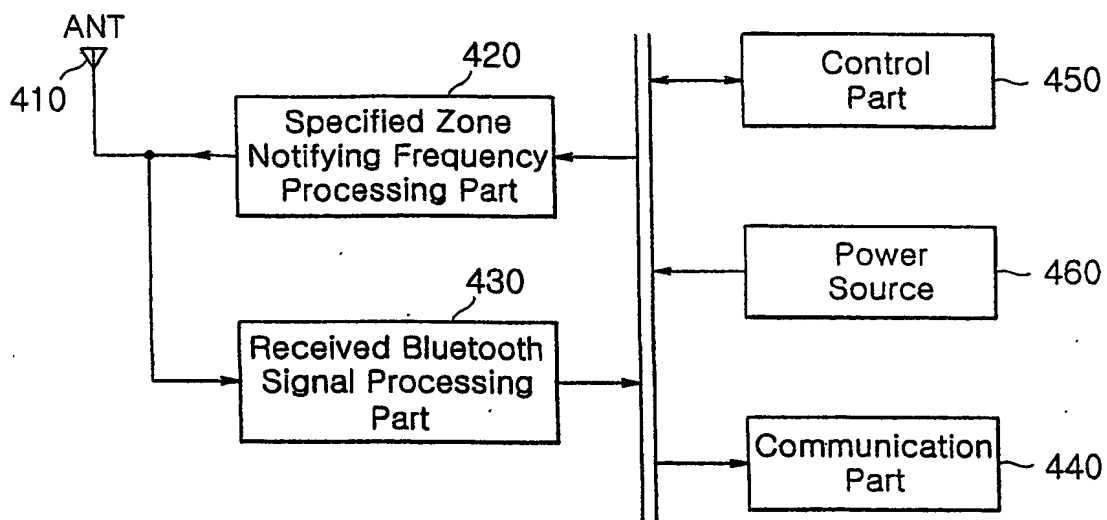 ANT
410
420
Specified Zone
Notifying Frequency
Processing Part
430
Received Bluetooth
Signal Processing
Part
Control
Part
450
Power
Source
460
Communication
Part
440